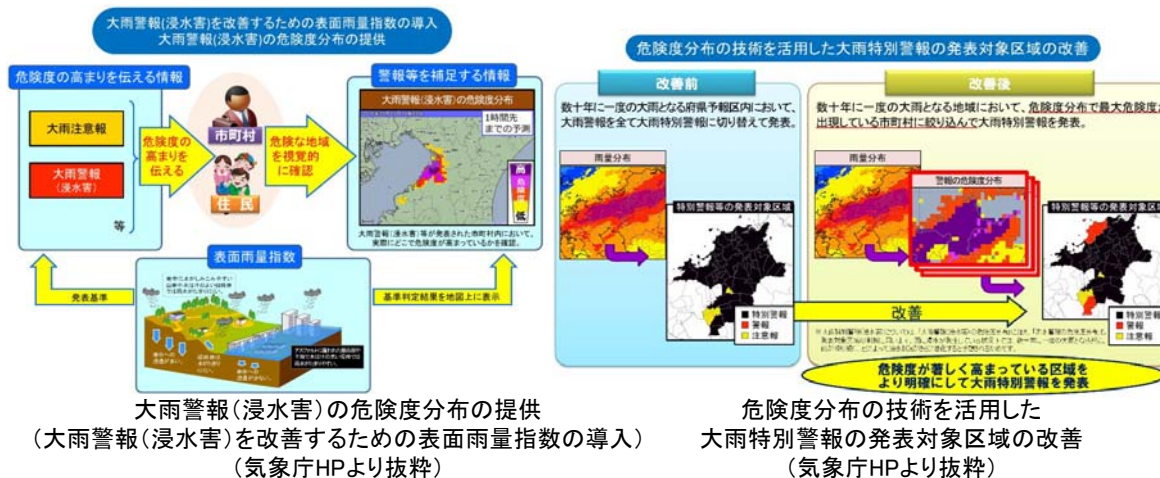 大雨警報(浸水害)を改善するための表面雨量指数の導入
大雨警報(浸水害)の危険度分布の提供
危険度の高まりを伝える情報
大雨注意報
大雨警報
(浸水害)
等
危険度の
高まりを
伝える
市町村
住民
危険な地域
を視覚的
に確認
警報等を補足する情報
大雨警報(浸水害)の危険度分布
1時間先
までの予測
高
危険度
低
大雨警報(浸水害)等が発表された市町村内において、
実際にどこで危険度が高まっているかを確認。
表面雨量指数
発表基準
基準判定結果を地図上に表示
大雨警報(浸水害)の危険度分布の提供
(大雨警報(浸水害)を改善するための表面雨量指数の導入)
(気象庁HPより抜粋)
危険度分布の技術を活用した大雨特別警報の発表対象区域の改善
改善前
数十年に一度の大雨となる府県予報区内において、
大雨警報を全て大雨特別警報に切り替えて発表。
雨量分布
特別警報等の発表対象区域
特別警報
警報
注意報
改善
改善後
数十年に一度の大雨となる地域において、危険度分布で最大危険度が
出現している市町村に絞り込んで大雨特別警報を発表。
雨量分布
警報の危険度分布
特別警報等の発表対象区域
特別警報
警報
注意報
危険度が著しく高まっている区域を
より明確にして大雨特別警報を発表
危険度分布の技術を活用した
大雨特別警報の発表対象区域の改善
(気象庁HPより抜粋)